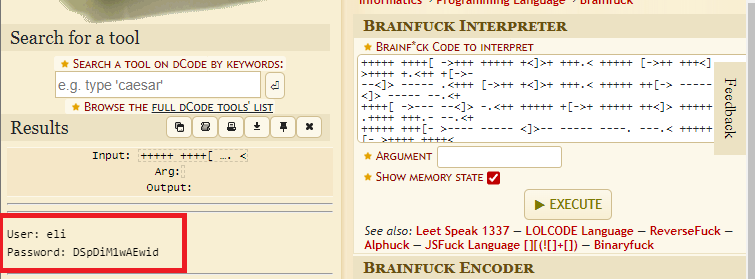 Informatics › Programming Language › Brainfuck
Search for a tool
★ Search a tool on dCode by keywords:
e.g. type 'caesar'
★ Browse the full dCode tools' list
Results
Input: +++++ ++++[ …. <
Arg:
Output:
User: eli
Password: DSpDiM1wAEwid
Brainfuck Interpreter
★ Brainf*ck Code to interpret
+++++ ++++[ ->+++ +++++ +<]>+ +++.< +++++ [->++ +++<]
>++++ +.<++ +[->-
--<]> ----- .<+++ [->++ +<]>+ +++.< +++++ ++[-> -----
<]> ----- --.<+
++++[ ->--- --<]> -.<++ +++++ +[->+ +++++ ++<]> +++++
.++++ +++.- --.<+
+++++ +++[- >---- ----- <]>-- ----- ----. ---.< +++++
★ Argument
★ Show memory state
▶ EXECUTE
See also: Leet Speak 1337 — LOLCODE Language — ReverseFuck —
Alphuck — JSFuck Language [][(![]+[]) — Binaryfuck
Brainfuck Encoder
Feedback